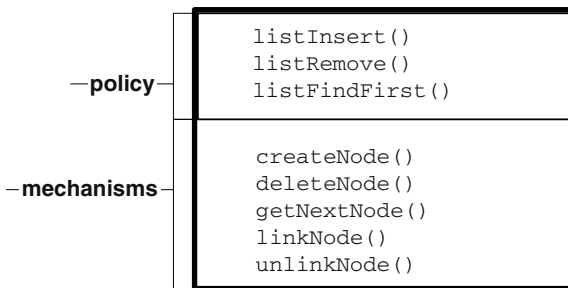 policy
listInsert()
listRemove()
listFindFirst()
mechanisms
createNode()
deleteNode()
getNextNode()
linkNode()
unlinkNode()